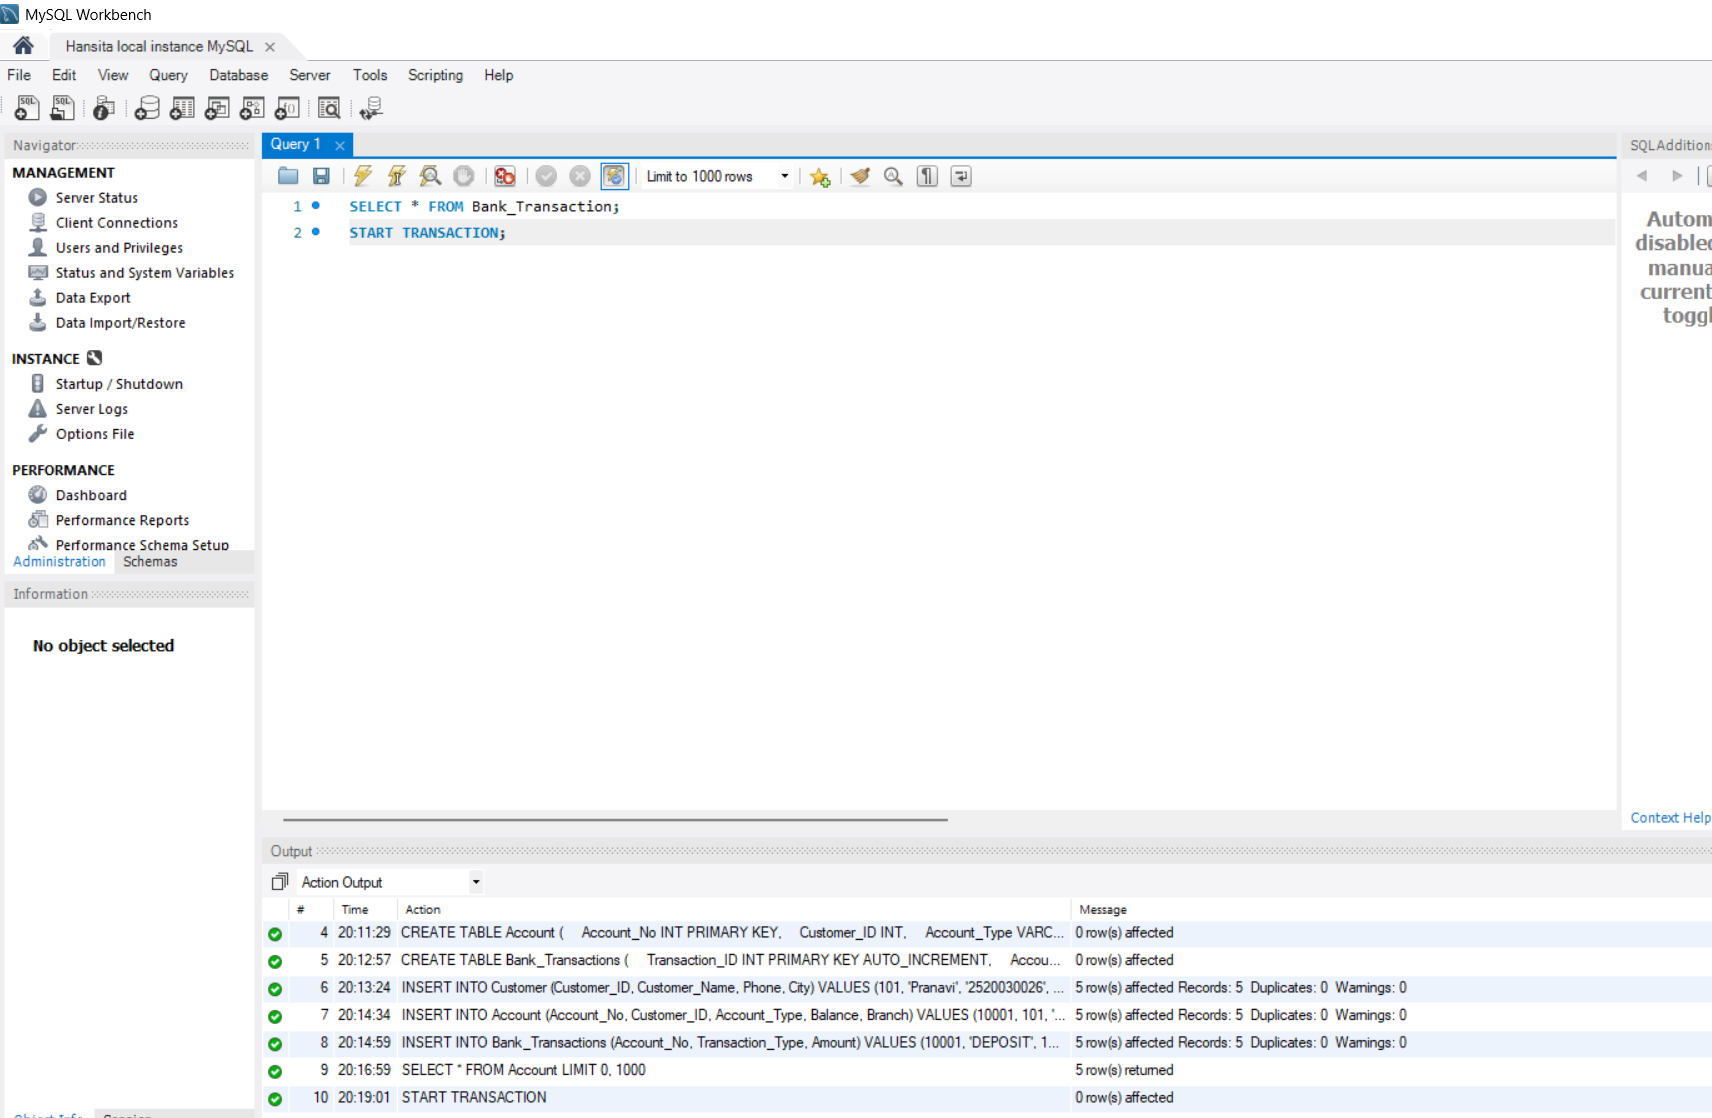 MySQL Workbench
Hansita local instance MySQL
File Edit View Query Database Server Tools Scripting Help
Navigator
MANAGEMENT
Server Status
Client Connections
Users and Privileges
Status and System Variables
Data Export
Data Import/Restore
INSTANCE
Startup / Shutdown
Server Logs
Options File
PERFORMANCE
Dashboard
Performance Reports
Performance Schema Setup
Administration Schemas
Information
No object selected
Query 1
Limit to 1000 rows
1 SELECT * FROM Bank_Transaction;
2 START TRANSACTION;
SQLAddition
Autom
disabled
manua
current
toggl
Context Help
Output
Action Output
# Time Action Message
4 20:11:29 CREATE TABLE Account ( Account_No INT PRIMARY KEY, Customer_ID INT, Account_Type VARC... 0 row(s) affected
5 20:12:57 CREATE TABLE Bank_Transactions ( Transaction_ID INT PRIMARY KEY AUTO_INCREMENT, Accou... 0 row(s) affected
6 20:13:24 INSERT INTO Customer (Customer_ID, Customer_Name, Phone, City) VALUES (101, 'Pranavi', '2520030026', ... 5 row(s) affected Records: 5 Duplicates: 0 Warnings: 0
7 20:14:34 INSERT INTO Account (Account_No, Customer_ID, Account_Type, Balance, Branch) VALUES (10001, 101, '... 5 row(s) affected Records: 5 Duplicates: 0 Warnings: 0
8 20:14:59 INSERT INTO Bank_Transactions (Account_No, Transaction_Type, Amount) VALUES (10001, 'DEPOSIT', 1... 5 row(s) affected Records: 5 Duplicates: 0 Warnings: 0
9 20:16:59 SELECT * FROM Account LIMIT 0, 1000 5 row(s) returned
10 20:19:01 START TRANSACTION 0 row(s) affected